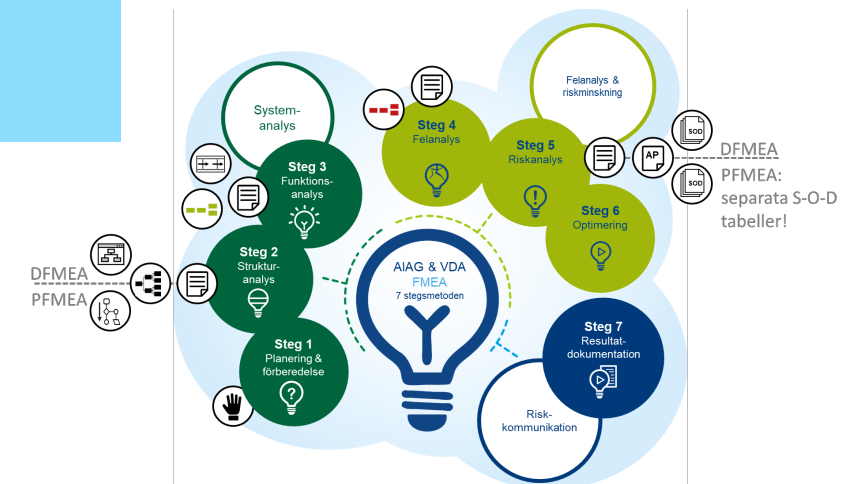 System-
analys
Steg 3
Funktions-
analys
Steg 2
Struktur-
analys
Steg 1
Planering &
förberedelse
?
DFMEA
PFMEA
Steg 4
Felanalys
Steg 5
Riskanalys
!
Felanalys &
riskminskning
Steg 6
Optimering
AP
SOD
SOD
DFMEA
PFMEA:
separata S-O-D
tabeller!
AIAG & VDA
FMEA
7 stegsmetoden
Steg 7
Resultat-
dokumentation
Risk-
kommunikation